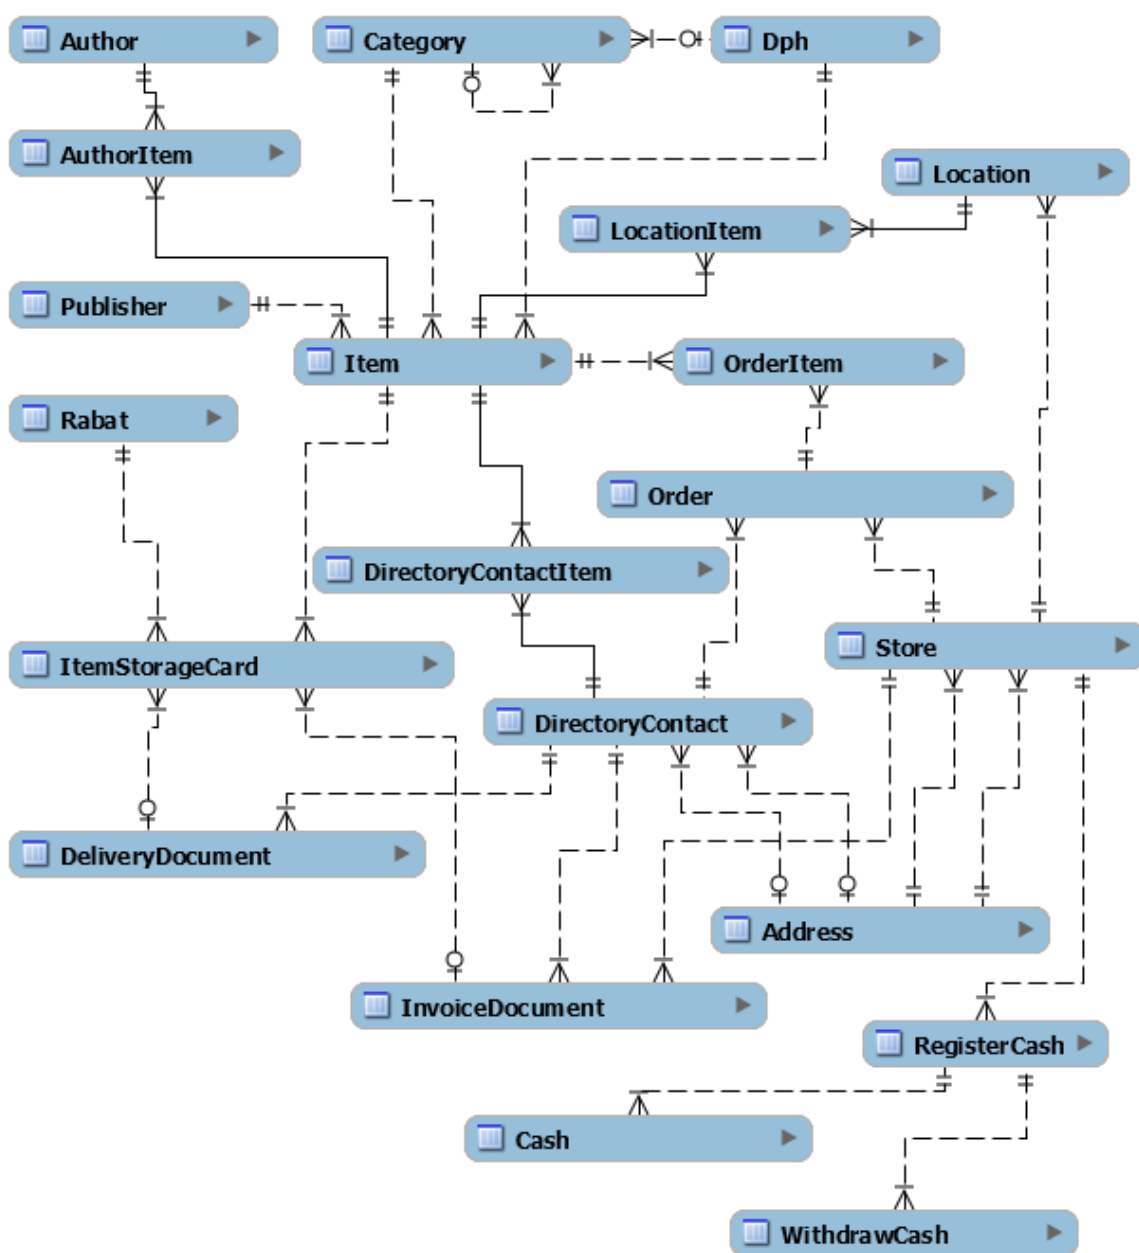 Author
Category
Dph
AuthorItem
Location
LocationItem
Publisher
Item
OrderItem
Rabat
Order
DirectoryContactItem
ItemStorageCard
Store
DirectoryContact
DeliveryDocument
Address
InvoiceDocument
RegisterCash
Cash
WithdrawCash